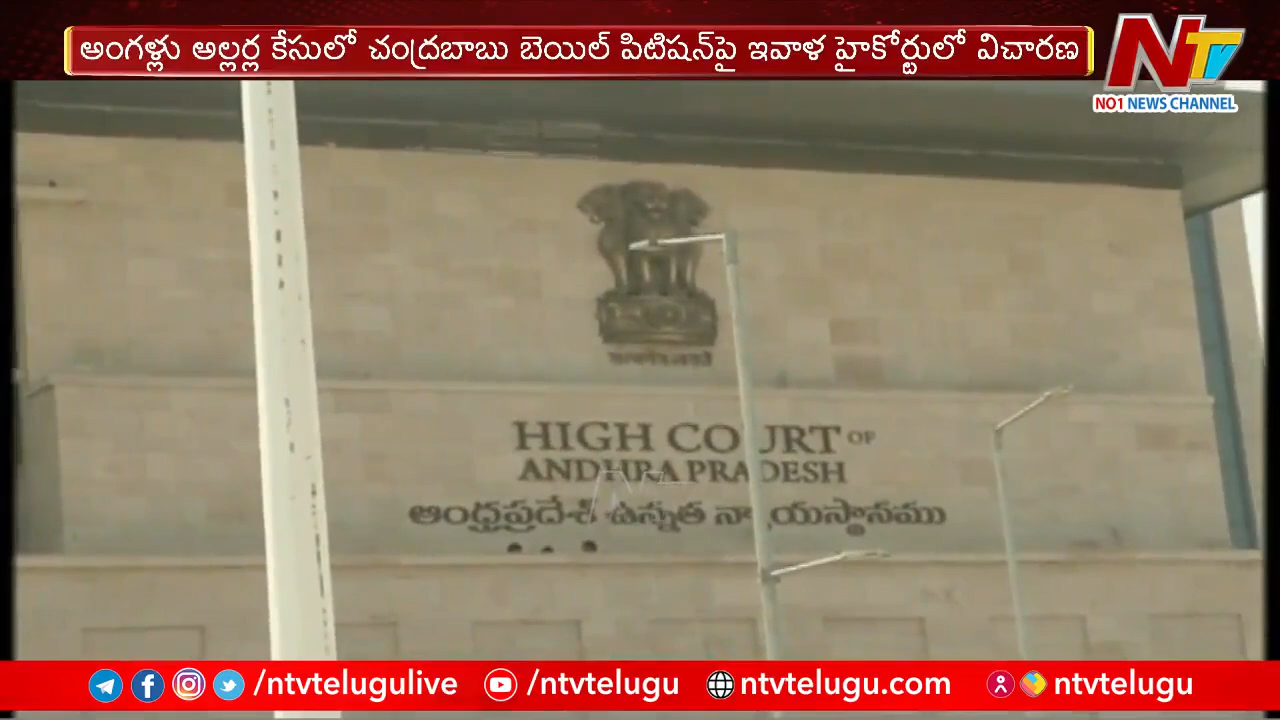 అంగళ్లు అల్లర్ల కేసులో చంద్రబాబు బెయిల్ పిటిషన్‌పై ఇవాళ హైకోర్టులో విచారణ
NTV
NO1 NEWS CHANNEL
HIGH COURT OF
ANDHRA PRADESH
ఆంధ్రప్రదేశ్ ఉన్నత న్యాయస్థానము
/ntvtelugulive
/ntvtelugu
ntvtelugu.com
ntvtelugu